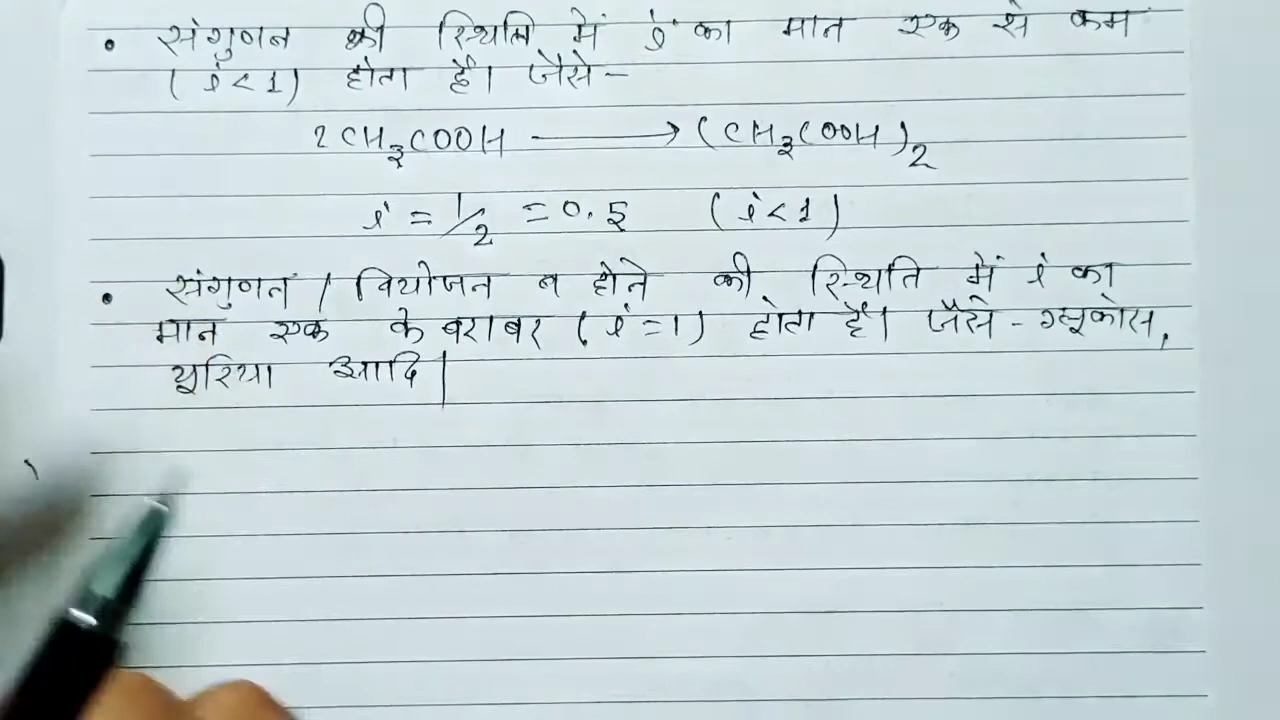 • संगुणन की स्थिति में i का मान एक से कम
(i < 1) होता है। जैसे –
2CH₃COOH ⟶ (CH₃COOH)₂
i = 1/2 = 0.5 (i < 1)
• संगुणन / वियोजन न होने की स्थिति में i का
मान एक के बराबर (i = 1) होता है। जैसे - ग्लूकोस,
यूरिया आदि|